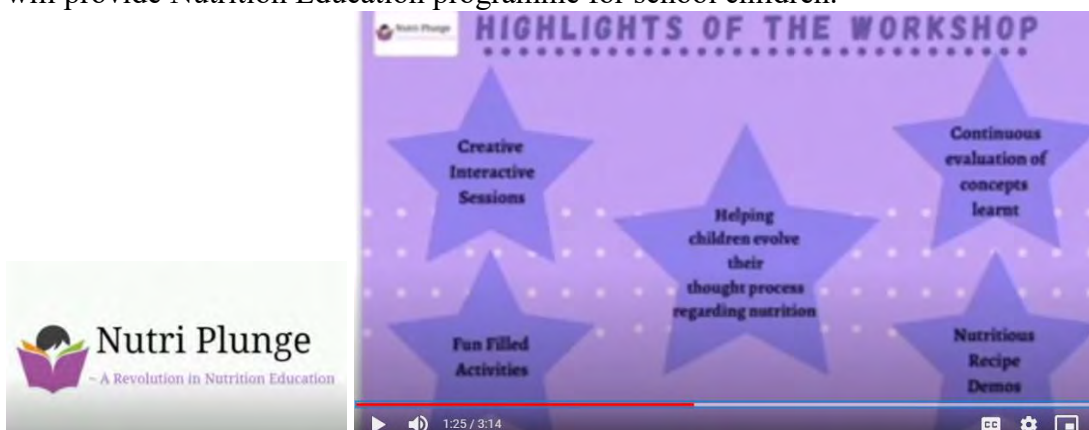 will provide Nutrition Education programme for school children.
Nutri Plunge
HIGHLIGHTS OF THE WORKSHOP
Creative
Interactive
Sessions
Continuous
evaluation of
concepts
learnt
Helping
children evolve
their
thought process
regarding nutrition
Fun Filled
Activities
Nutritious
Recipe
Demos
Nutri Plunge
~ A Revolution in Nutrition Education
1:25 / 3:14
CC